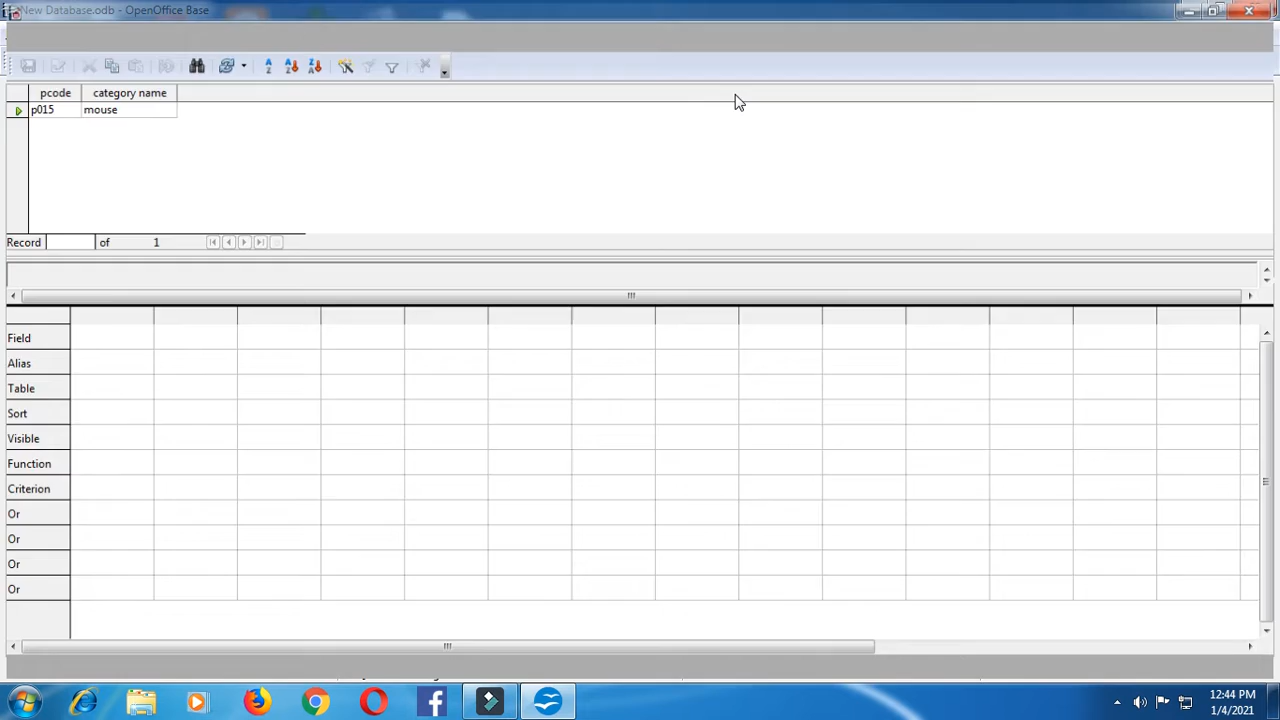 New Database.odb - OpenOffice Base
pcode category name
p015 mouse
Record of 1
Field
Alias
Table
Sort
Visible
Function
Criterion
Or
Or
Or
Or
12:44 PM
1/4/2021